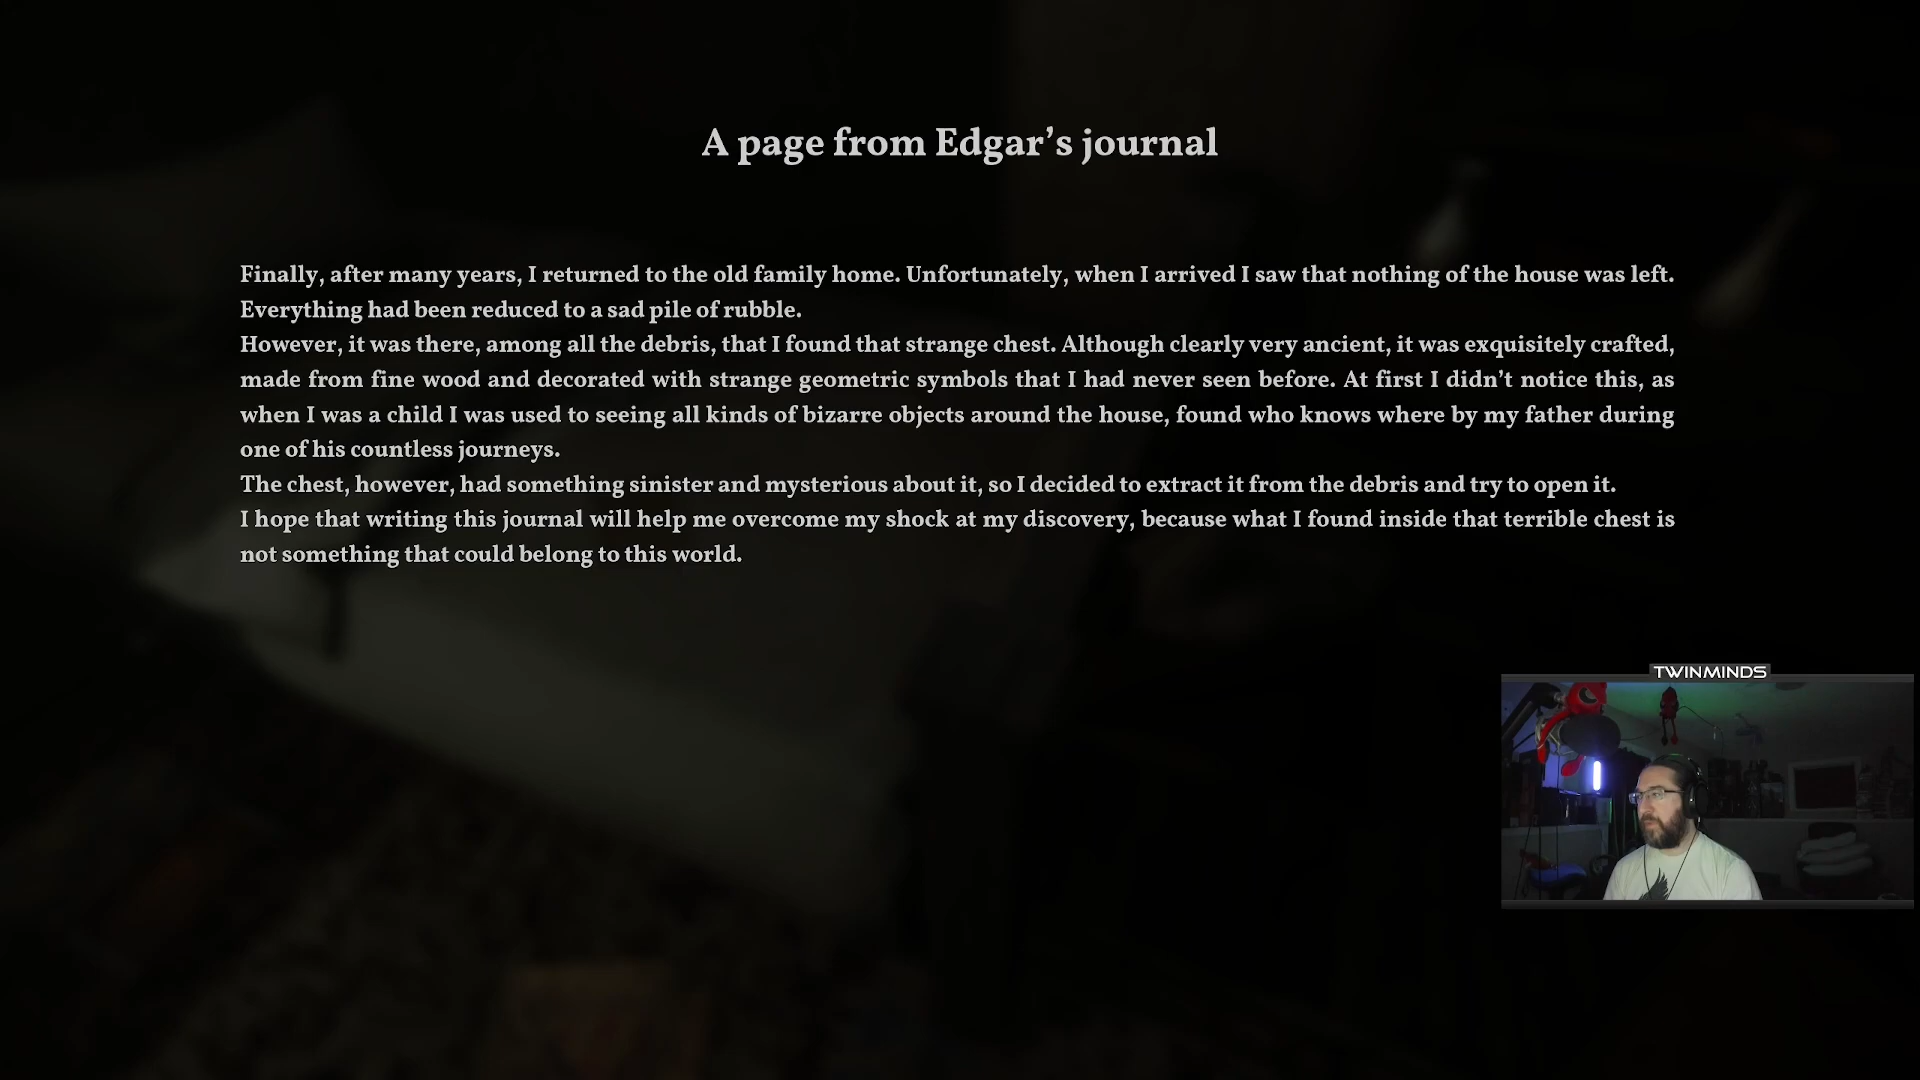 A page from Edgar's journal
Finally, after many years, I returned to the old family home. Unfortunately, when I arrived I saw that nothing of the house was left.
Everything had been reduced to a sad pile of rubble.
However, it was there, among all the debris, that I found that strange chest. Although clearly very ancient, it was exquisitely crafted,
made from fine wood and decorated with strange geometric symbols that I had never seen before. At first I didn't notice this, as
when I was a child I was used to seeing all kinds of bizarre objects around the house, found who knows where by my father during
one of his countless journeys.
The chest, however, had something sinister and mysterious about it, so I decided to extract it from the debris and try to open it.
I hope that writing this journal will help me overcome my shock at my discovery, because what I found inside that terrible chest is
not something that could belong to this world.
TWINMINDS